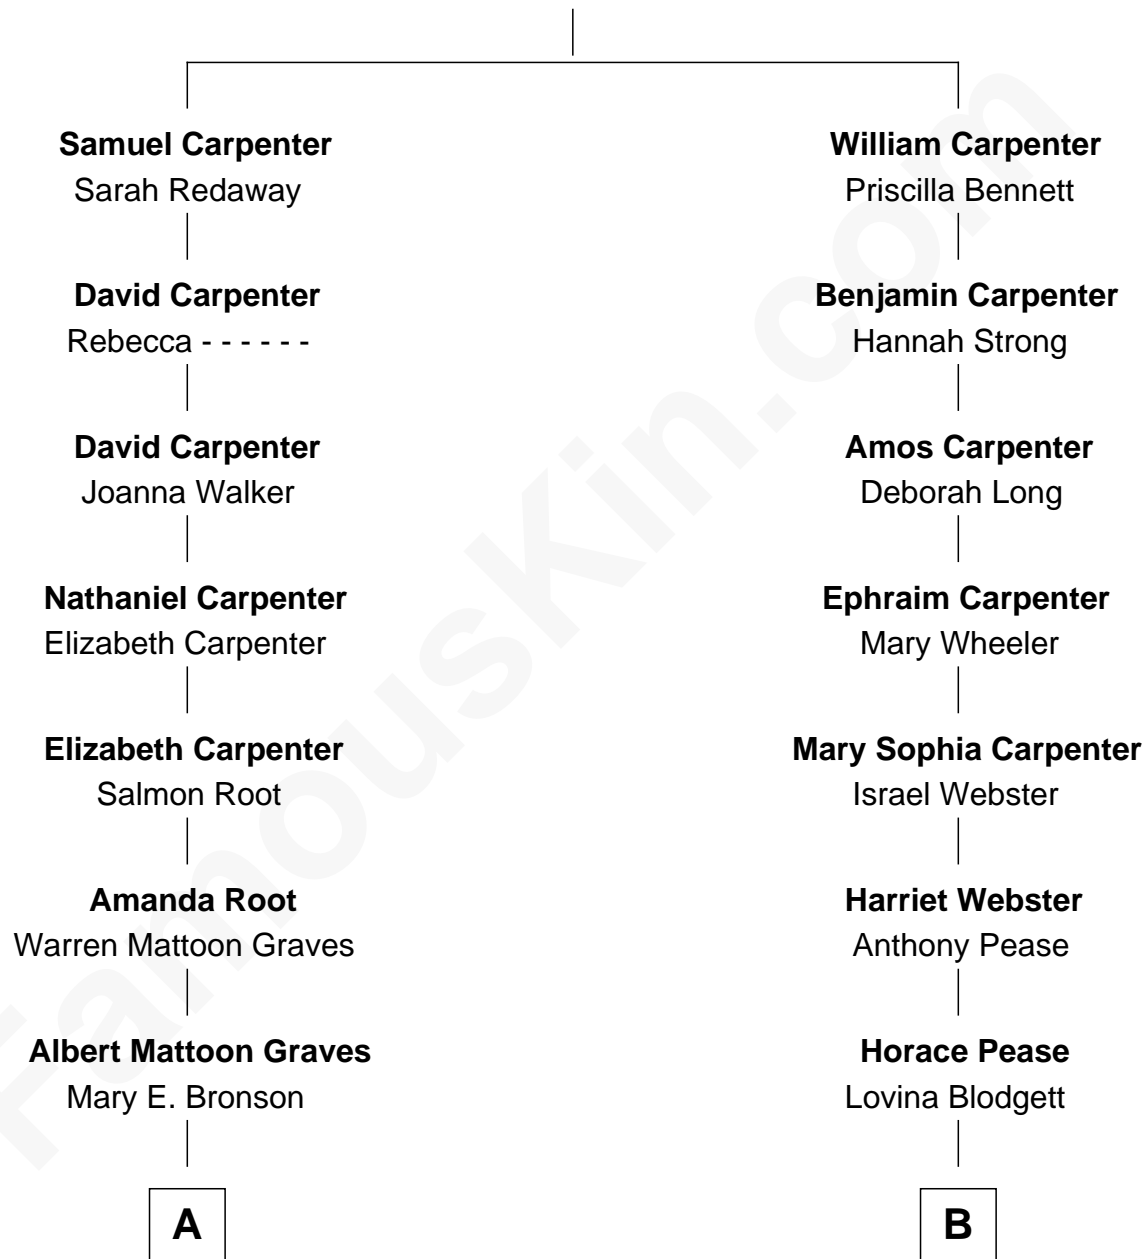 Samuel Carpenter
Sarah Redaway
David Carpenter
Rebecca - - - - - -
David Carpenter
Joanna Walker
Nathaniel Carpenter
Elizabeth Carpenter
Elizabeth Carpenter
Salmon Root
Amanda Root
Warren Mattoon Graves
Albert Mattoon Graves
Mary E. Bronson
A
William Carpenter
Priscilla Bennett
Benjamin Carpenter
Hannah Strong
Amos Carpenter
Deborah Long
Ephraim Carpenter
Mary Wheeler
Mary Sophia Carpenter
Israel Webster
Harriet Webster
Anthony Pease
Horace Pease
Lovina Blodgett
B
FamousKin.com